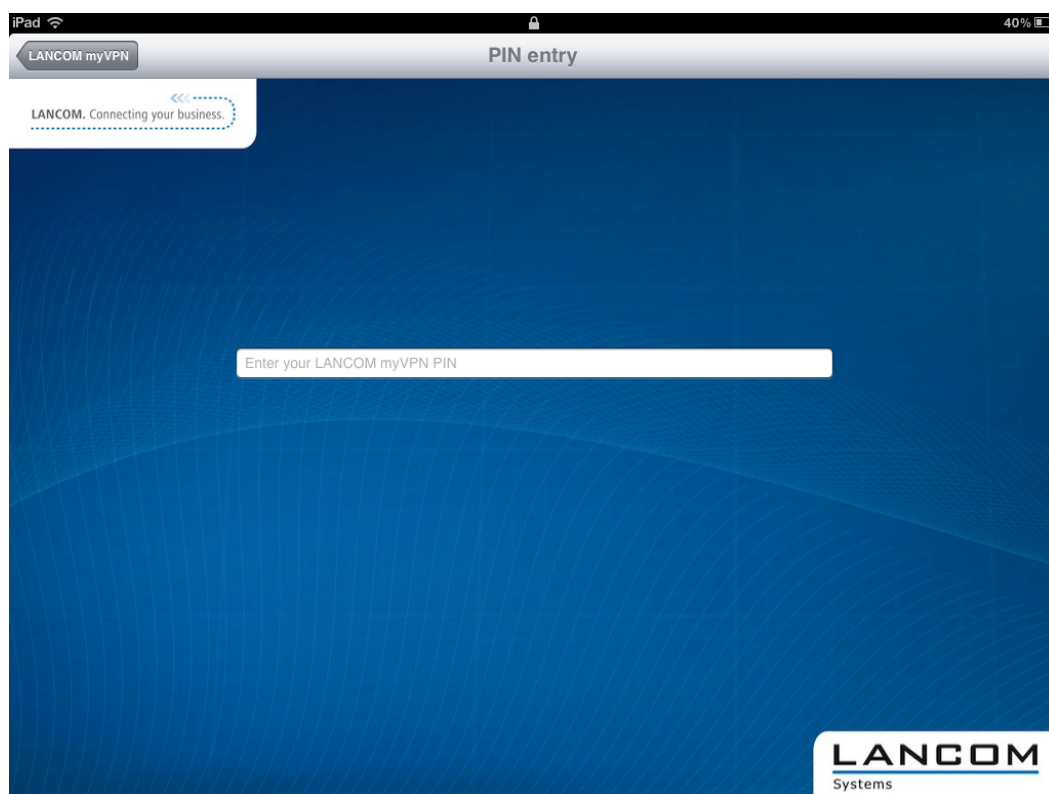 iPad 40%
LANCOM myVPN PIN entry
LANCOM. Connecting your business.
Enter your LANCOM myVPN PIN
LANCOM
Systems